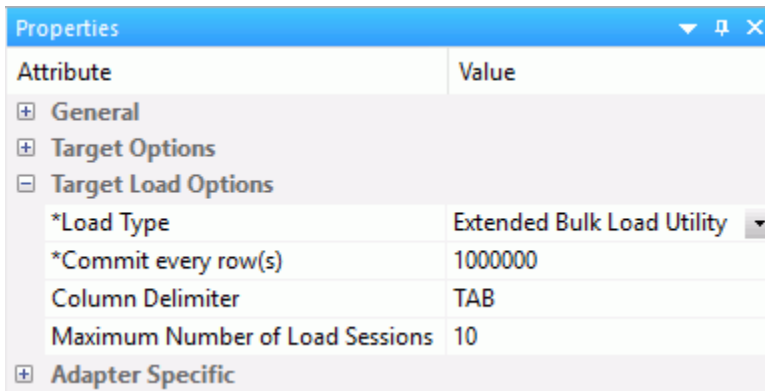 Properties
Attribute Value
General
Target Options
Target Load Options
*Load Type Extended Bulk Load Utility
*Commit every row(s) 1000000
Column Delimiter TAB
Maximum Number of Load Sessions 10
Adapter Specific